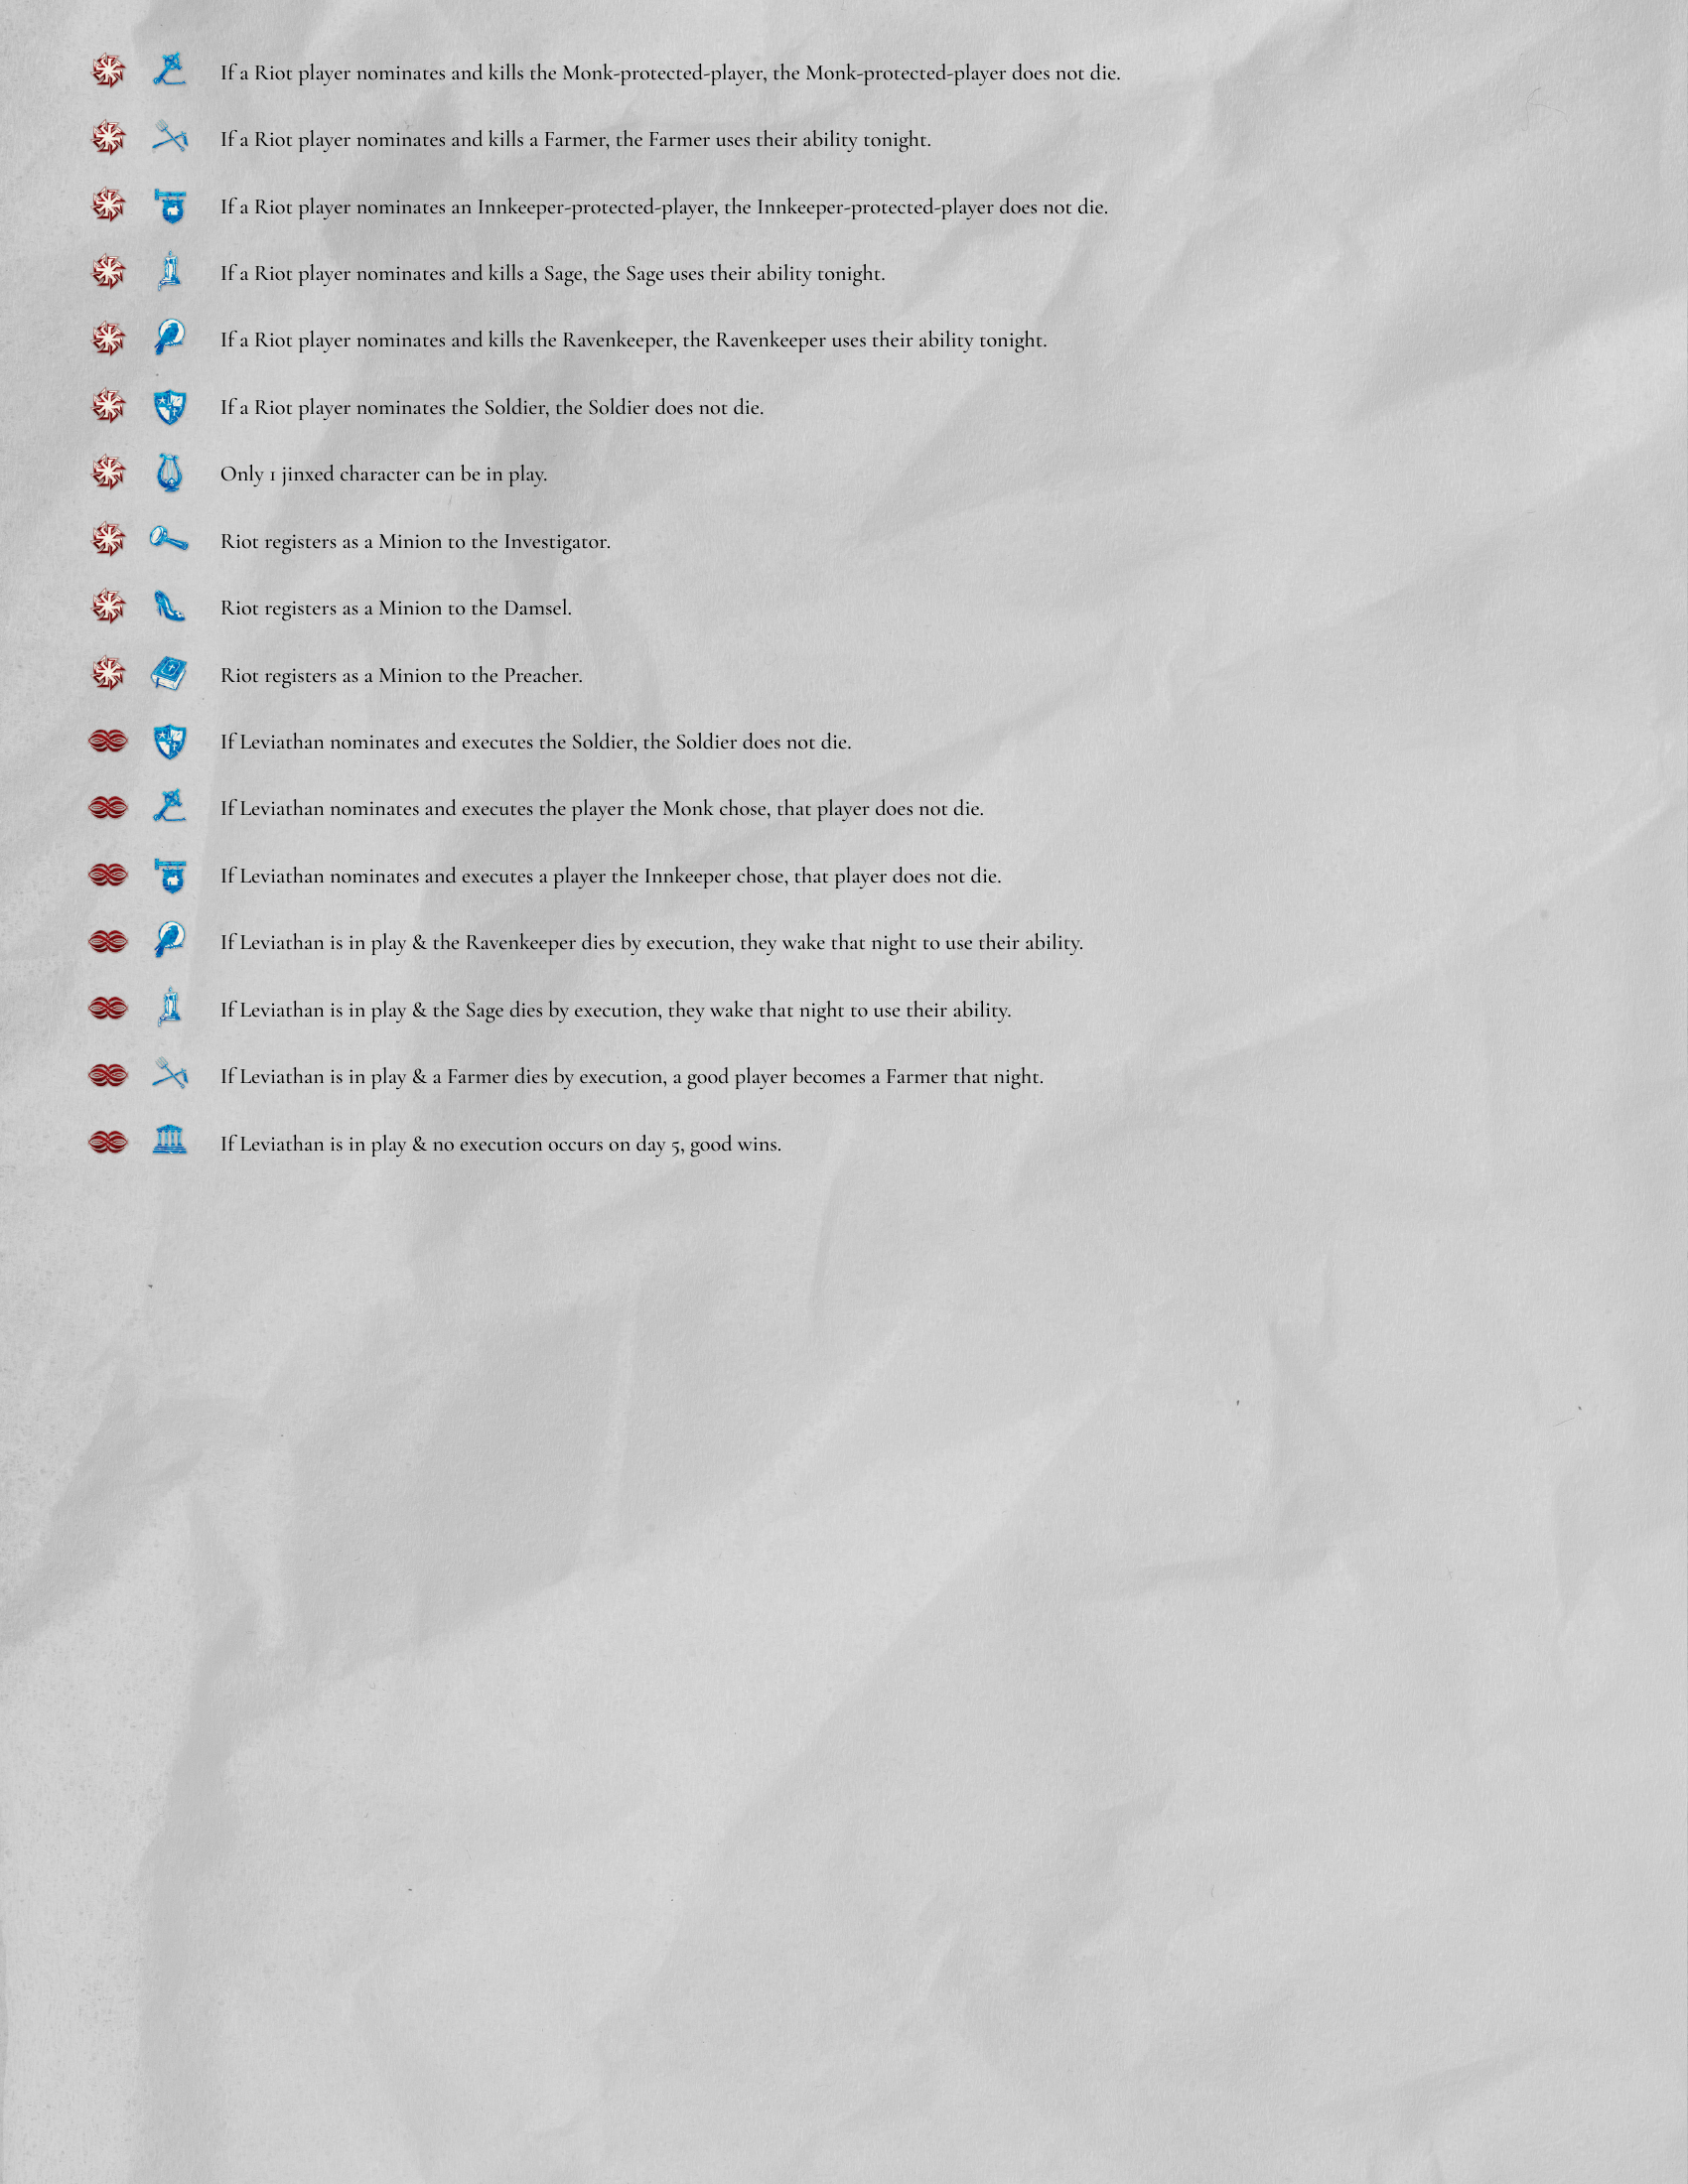 If a Riot player nominates and kills the Monk-protected-player, the Monk-protected-player does not die.
If a Riot player nominates and kills a Farmer, the Farmer uses their ability tonight.
If a Riot player nominates an Innkeeper-protected-player, the Innkeeper-protected-player does not die.
If a Riot player nominates and kills a Sage, the Sage uses their ability tonight.
If a Riot player nominates and kills the Ravenkeeper, the Ravenkeeper uses their ability tonight.
If a Riot player nominates the Soldier, the Soldier does not die.
Only 1 jinxed character can be in play.
Riot registers as a Minion to the Investigator.
Riot registers as a Minion to the Damsel.
Riot registers as a Minion to the Preacher.
If Leviathan nominates and executes the Soldier, the Soldier does not die.
If Leviathan nominates and executes the player the Monk chose, that player does not die.
If Leviathan nominates and executes a player the Innkeeper chose, that player does not die.
If Leviathan is in play & the Ravenkeeper dies by execution, they wake that night to use their ability.
If Leviathan is in play & the Sage dies by execution, they wake that night to use their ability.
If Leviathan is in play & a Farmer dies by execution, a good player becomes a Farmer that night.
If Leviathan is in play & no execution occurs on day 5, good wins.